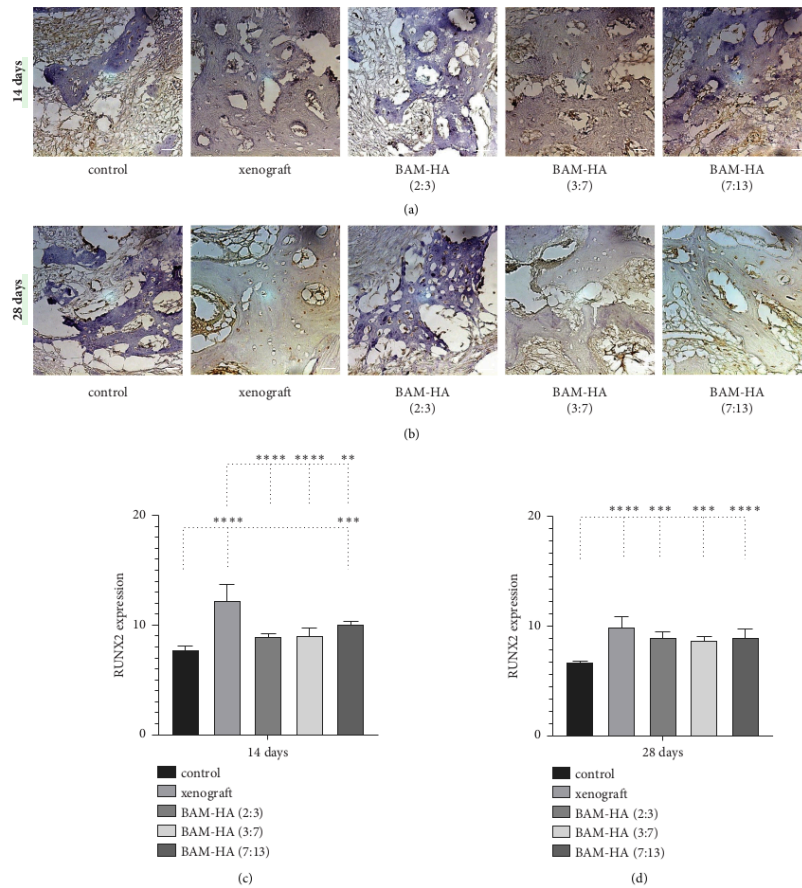 14 days
control
xenograft
BAM-HA
(2:3)
BAM-HA
(3:7)
BAM-HA
(7:13)
(a)
28 days
control
xenograft
BAM-HA
(2:3)
BAM-HA
(3:7)
BAM-HA
(7:13)
(b)
**** **** **
**** ***
20
10
0
RUNX2 expression
14 days
control
xenograft
BAM-HA (2:3)
BAM-HA (3:7)
BAM-HA (7:13)
(c)
**** *** *** ****
20
10
0
RUNX2 expression
28 days
control
xenograft
BAM-HA (2:3)
BAM-HA (3:7)
BAM-HA (7:13)
(d)